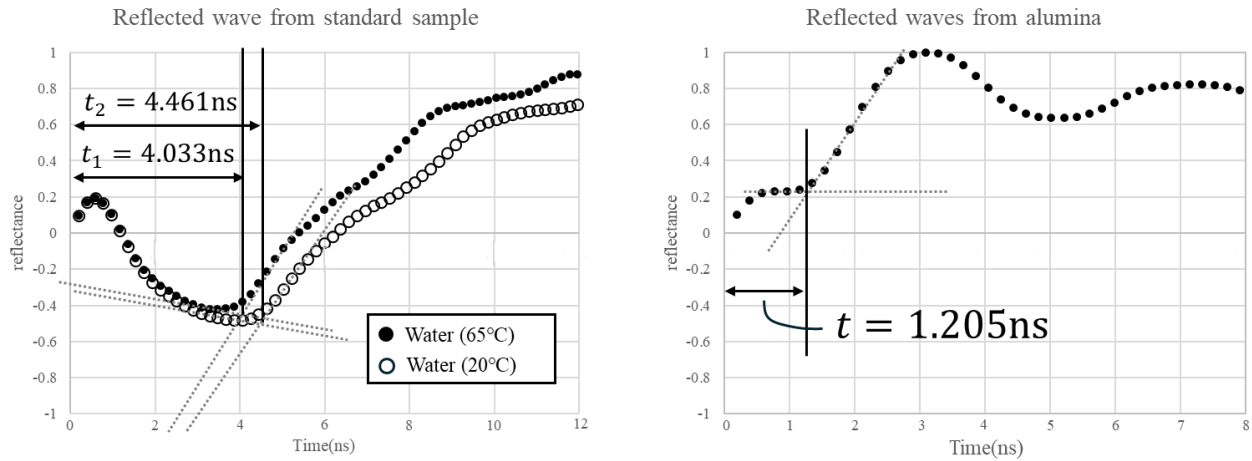 Reflected wave from standard sample
1
0.8
0.6
0.4
0.2
0
-0.2
-0.4
-0.6
-0.8
-1
reflectance
t₂ = 4.461ns
t₁ = 4.033ns
Water (65℃)
Water (20℃)
0 2 4 6 8 10 12
Time(ns)
Reflected waves from alumina
1
0.8
0.6
0.4
0.2
0
-0.2
-0.4
-0.6
-0.8
-1
reflectance
t = 1.205ns
0 1 2 3 4 5 6 7 8
Time(ns)